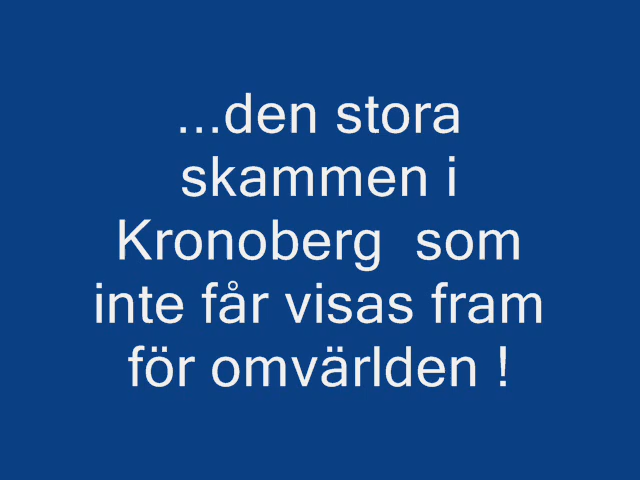 ...den stora
skammen i
Kronoberg  som
inte får visas fram
för omvärlden !